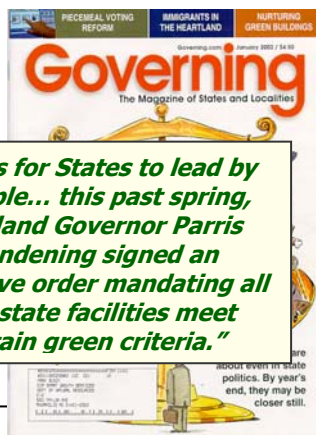 PIECEMEAL VOTING
REFORM
IMMIGRANTS IN
THE HEARTLAND
NURTURING
GREEN BUILDINGS
Governing.com
January 2002 / $4.50
Governing
The Magazine of States and Localities
s for States to lead by
ple... this past spring,
land Governor Parris
ndening signed an
ve order mandating all
state facilities meet
ain green criteria."
are
about even in state
politics. By year's
end, they may be
closer still.